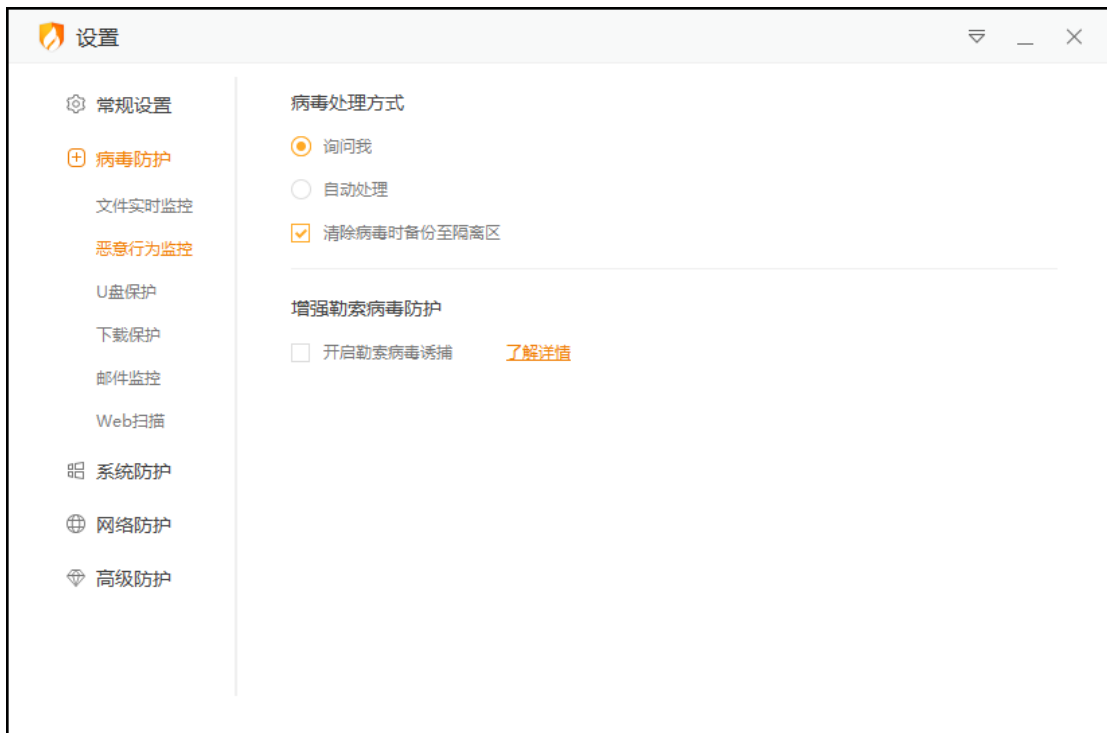 设置
常规设置
病毒防护
文件实时监控
恶意行为监控
U盘保护
下载保护
邮件监控
Web扫描
系统防护
网络防护
高级防护
病毒处理方式
询问我
自动处理
清除病毒时备份至隔离区
增强勒索病毒防护
开启勒索病毒诱捕 了解详情